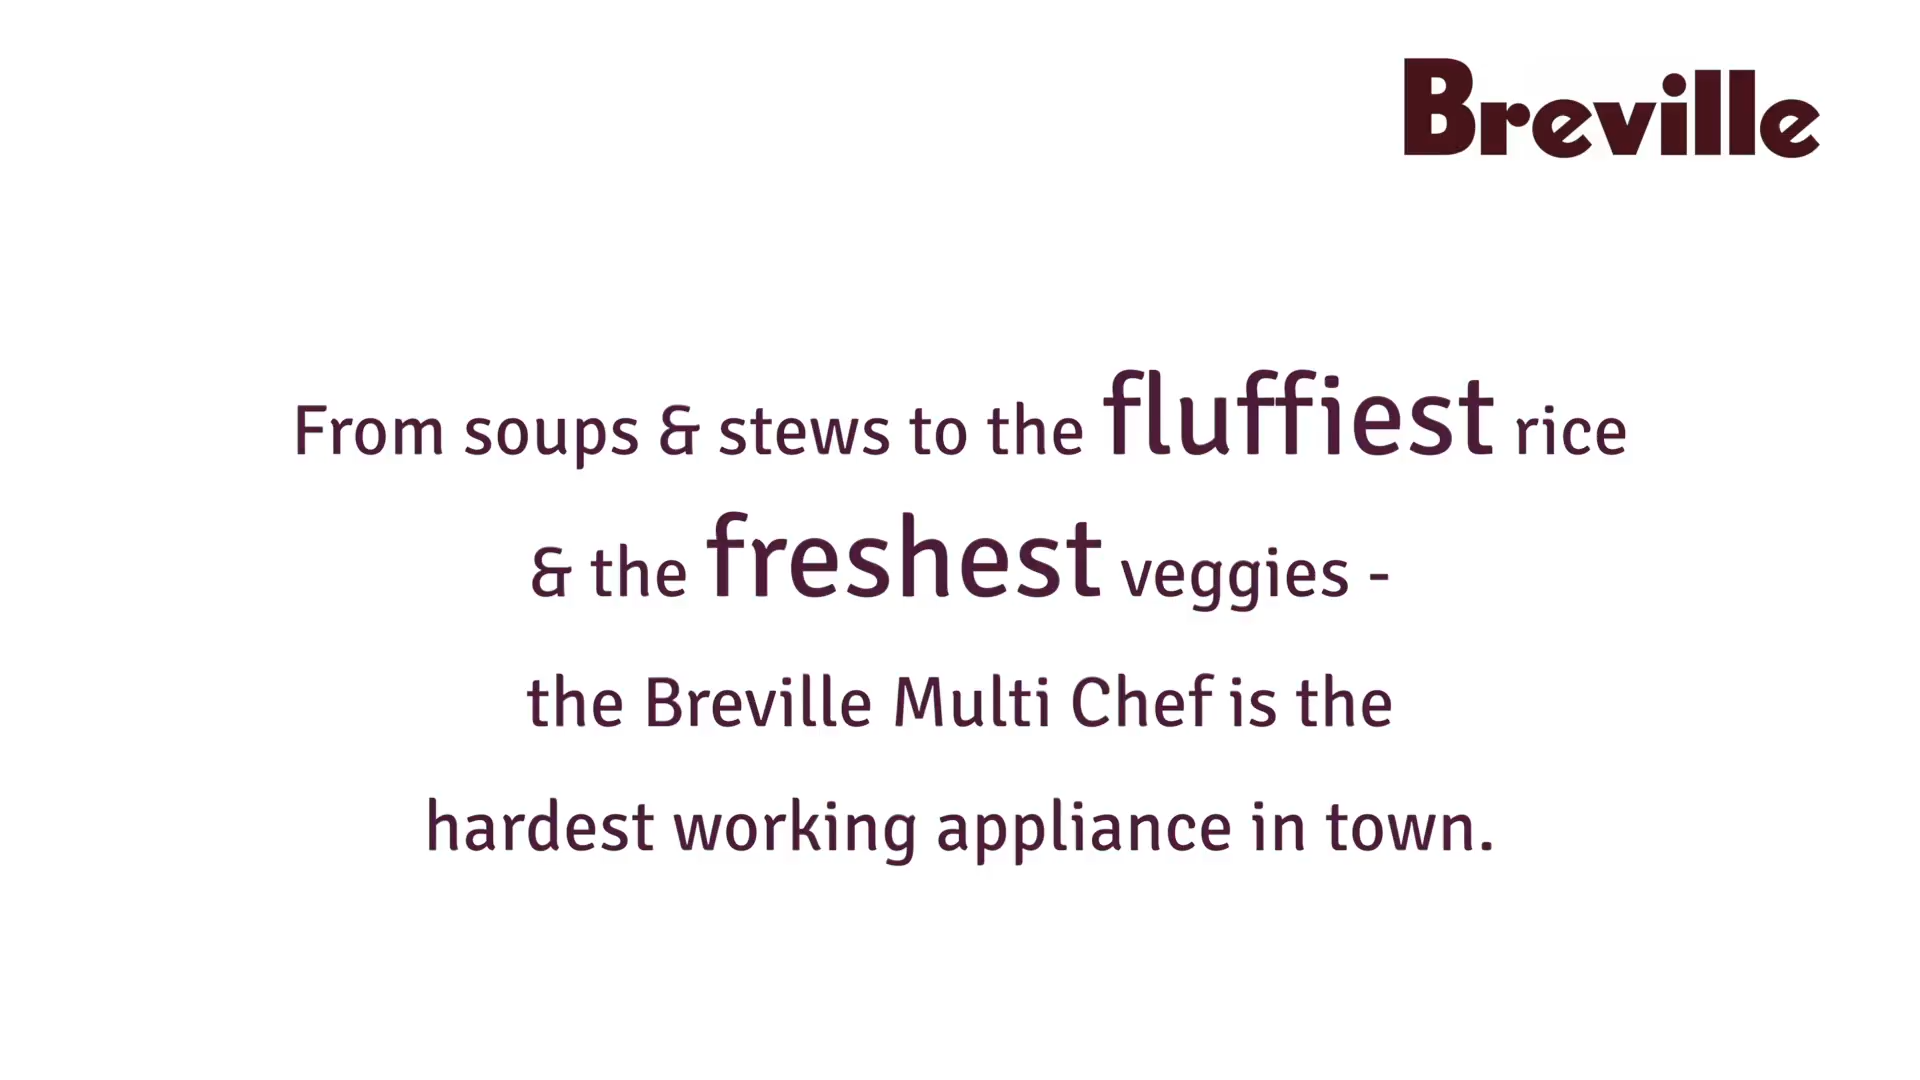 Breville
From soups & stews to the fluffiest rice
& the freshest veggies -
the Breville Multi Chef is the
hardest working appliance in town.